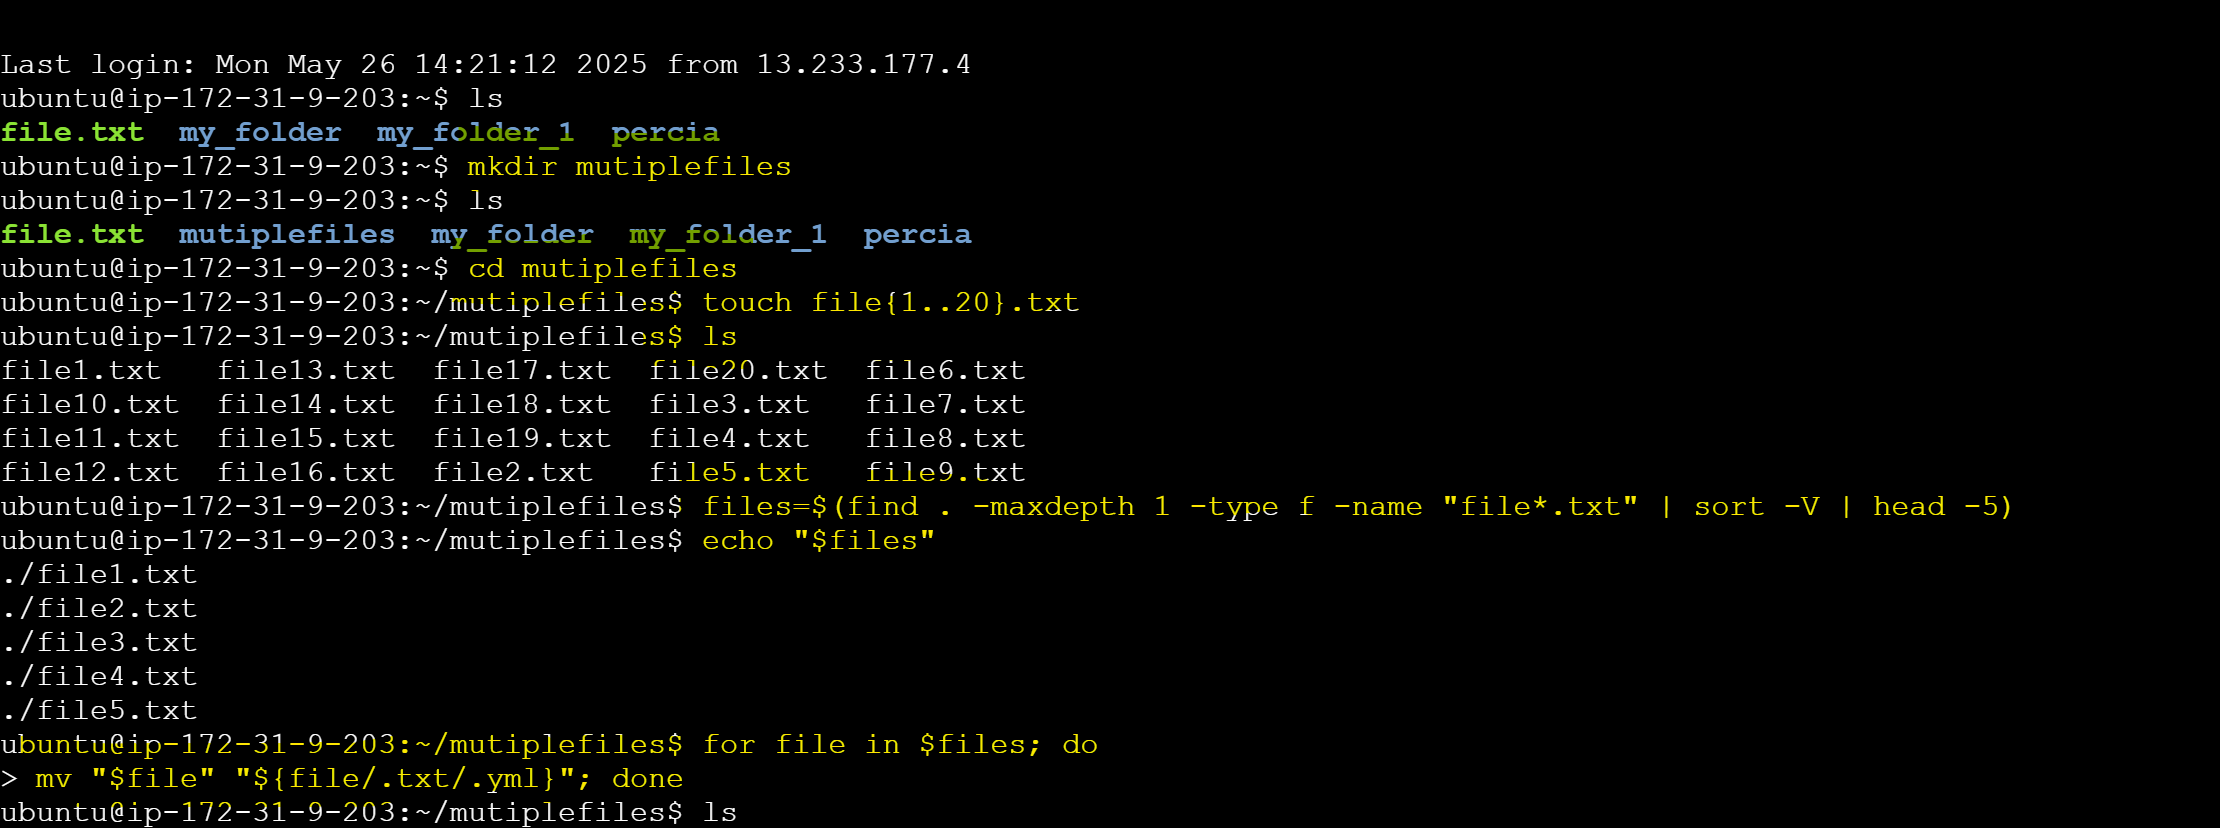 Last login: Mon May 26 14:21:12 2025 from 13.233.177.4
ubuntu@ip-172-31-9-203:~$ ls
file.txt  my_folder  my_folder_1  percia
ubuntu@ip-172-31-9-203:~$ mkdir mutiplefiles
ubuntu@ip-172-31-9-203:~$ ls
file.txt  mutiplefiles  my_folder  my_folder_1  percia
ubuntu@ip-172-31-9-203:~$ cd mutiplefiles
ubuntu@ip-172-31-9-203:~/mutiplefiles$ touch file{1..20}.txt
ubuntu@ip-172-31-9-203:~/mutiplefiles$ ls
file1.txt   file13.txt  file17.txt  file20.txt  file6.txt
file10.txt  file14.txt  file18.txt  file3.txt   file7.txt
file11.txt  file15.txt  file19.txt  file4.txt   file8.txt
file12.txt  file16.txt  file2.txt   file5.txt   file9.txt
ubuntu@ip-172-31-9-203:~/mutiplefiles$ files=$(find . -maxdepth 1 -type f -name "file*.txt" | sort -V | head -5)
ubuntu@ip-172-31-9-203:~/mutiplefiles$ echo "$files"
./file1.txt
./file2.txt
./file3.txt
./file4.txt
./file5.txt
ubuntu@ip-172-31-9-203:~/mutiplefiles$ for file in $files; do
> mv "$file" "${file/.txt/.yml}"; done
ubuntu@ip-172-31-9-203:~/mutiplefiles$ ls